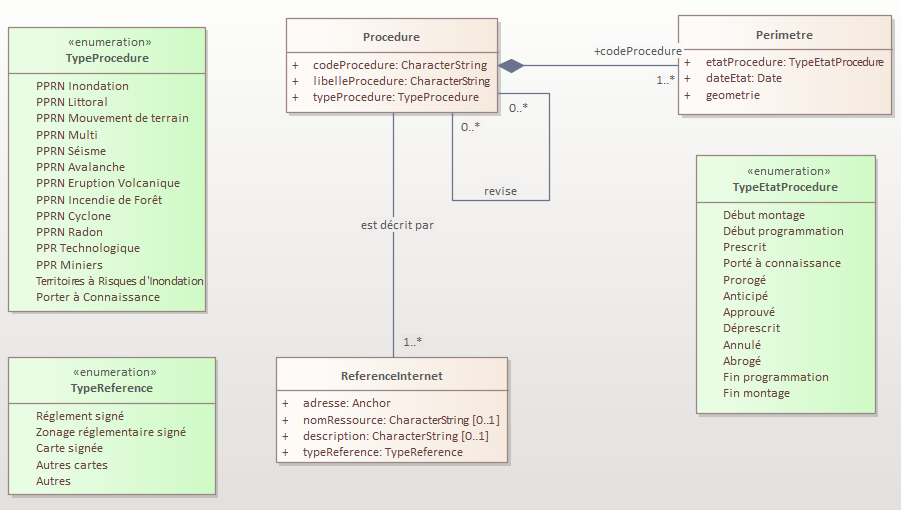 «enumeration»
TypeProcedure
PPRN Inondation
PPRN Littoral
PPRN Mouvement de terrain
PPRN Multi
PPRN Séisme
PPRN Avalanche
PPRN Eruption Volcanique
PPRN Incendie de Forêt
PPRN Cyclone
PPRN Radon
PPR Technologique
PPR Miniers
Territoires à Risques d'Inondation
Porter à Connaissance
Procedure
+ codeProcedure: CharacterString
+ libelleProcedure: CharacterString
+ typeProcedure: TypeProcedure
+codeProcedure
1..*
Perimetre
+ etatProcedure: TypeEtatProcedure
+ dateEtat: Date
+ geometrie
0..*
0..*
revise
est décrit par
1..*
«enumeration»
TypeEtatProcedure
Début montage
Début programmation
Prescrit
Porté à connaissance
Prorogé
Anticipé
Approuvé
Déprescrit
Annulé
Abrogé
Fin programmation
Fin montage
«enumeration»
TypeReference
Réglement signé
Zonage réglementaire signé
Carte signée
Autres cartes
Autres
ReferenceInternet
+ adresse: Anchor
+ nomRessource: CharacterString [0..1]
+ description: CharacterString [0..1]
+ typeReference: TypeReference